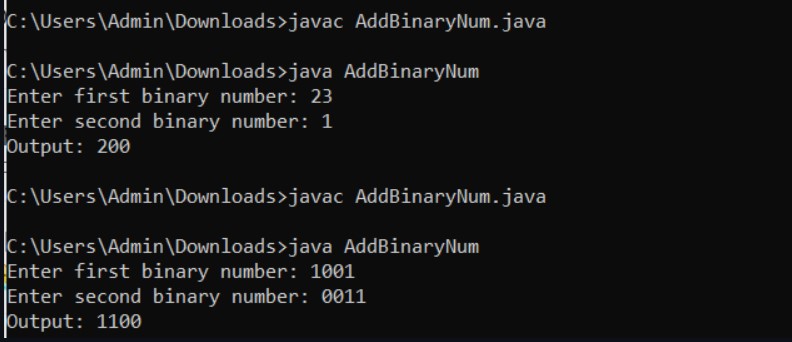 C:\Users\Admin\Downloads>javac AddBinaryNum.java
C:\Users\Admin\Downloads>java AddBinaryNum
Enter first binary number: 23
Enter second binary number: 1
Output: 200
C:\Users\Admin\Downloads>javac AddBinaryNum.java
C:\Users\Admin\Downloads>java AddBinaryNum
Enter first binary number: 1001
Enter second binary number: 0011
Output: 1100